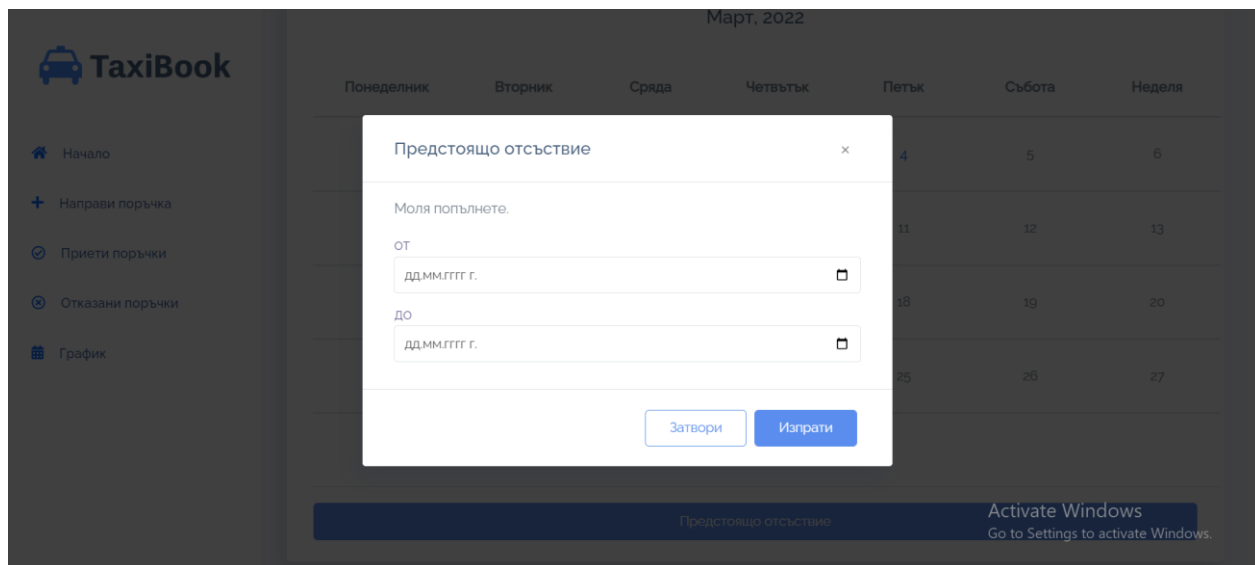 Март, 2022
TaxiBook
Понеделник Вторник Сряда Четвъртък Петък Събота Неделя
Начало
Направи поръчка
Приети поръчки
Отказани поръчки
График
Предстоящо отсъствие ×
Моля попълнете.
от
дд.мм.гггг г.
до
дд.мм.гггг г.
Затвори Изпрати
4 5 6
11 12 13
18 19 20
25 26 27
Предстоящо отсъствие
Activate Windows
Go to Settings to activate Windows.